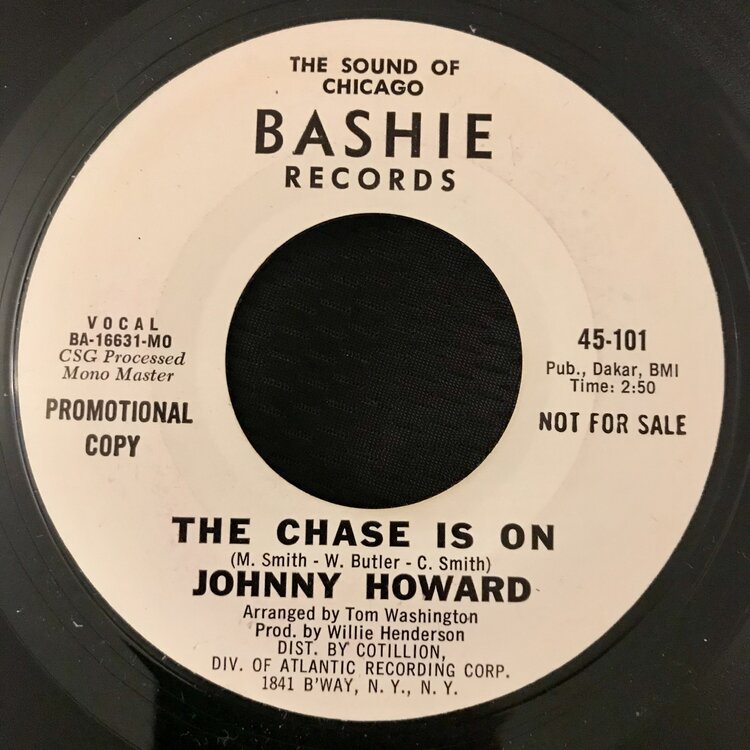 THE SOUND OF
CHICAGO
BASHIE
RECORDS
VOCAL
BA-16631-MO
CSG Processed
Mono Master
PROMOTIONAL
COPY
45-101
Pub., Dakar, BMI
Time: 2:50
NOT FOR SALE
THE CHASE IS ON
(M. Smith - W. Butler - C. Smith)
JOHNNY HOWARD
Arranged by Tom Washington
Prod. by Willie Henderson
DIST. BY COTILLION,
DIV. OF ATLANTIC RECORDING CORP.
1841 B'WAY, N. Y., N. Y.